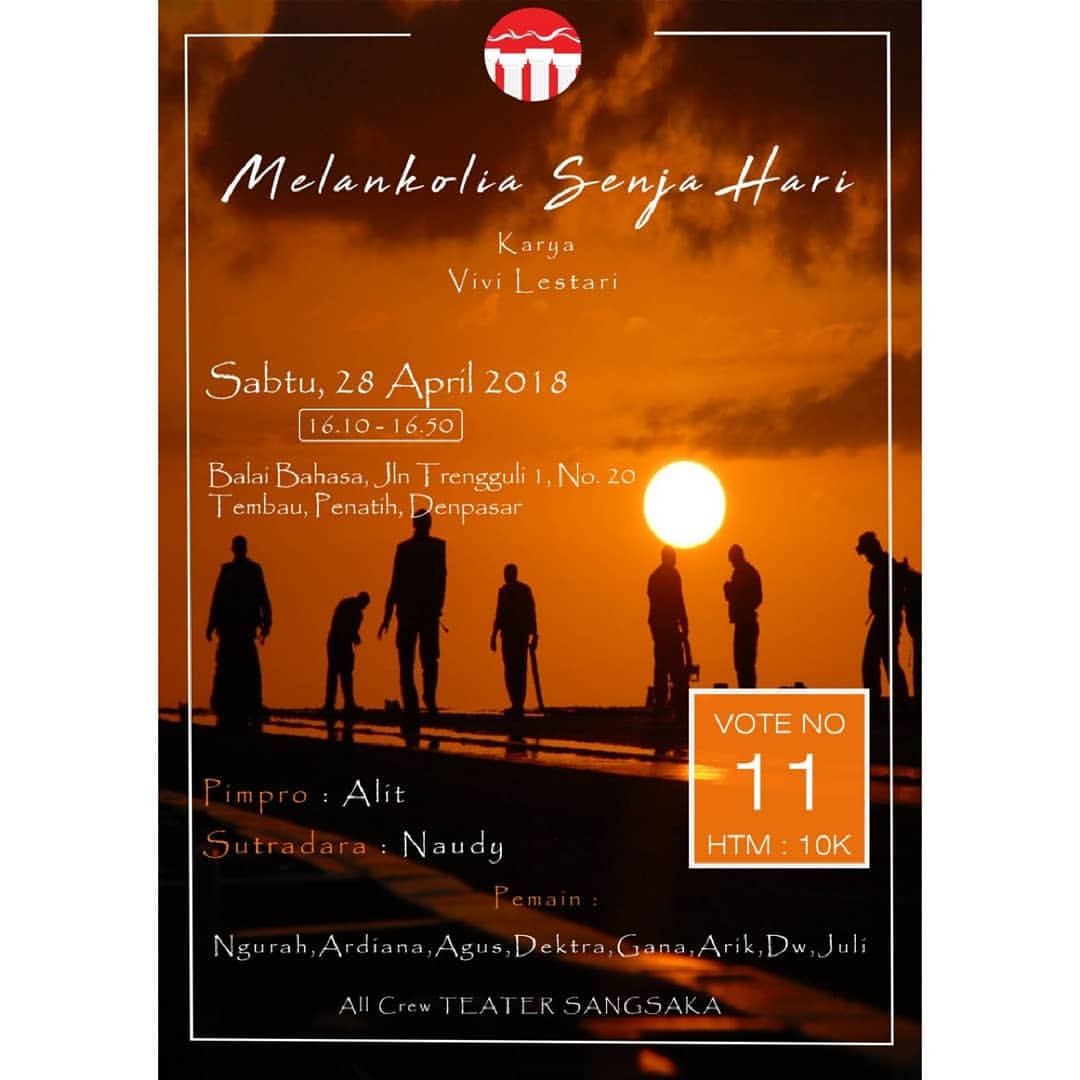 Melankolia Senja Hari
Karya
Vivi Lestari
Sabtu, 28 April 2018
16.10 - 16.50
Balai Bahasa, Jln Trengguli 1, No. 20
Tembau, Penatih, Denpasar
VOTE NO
11
HTM : 10K
Pimpro : Alit
Sutradara : Naudy
Pemain :
Ngurah,Ardiana,Agus,Dektra,Gana,Arik,Dw,Juli
All Crew TEATER SANGSAKA